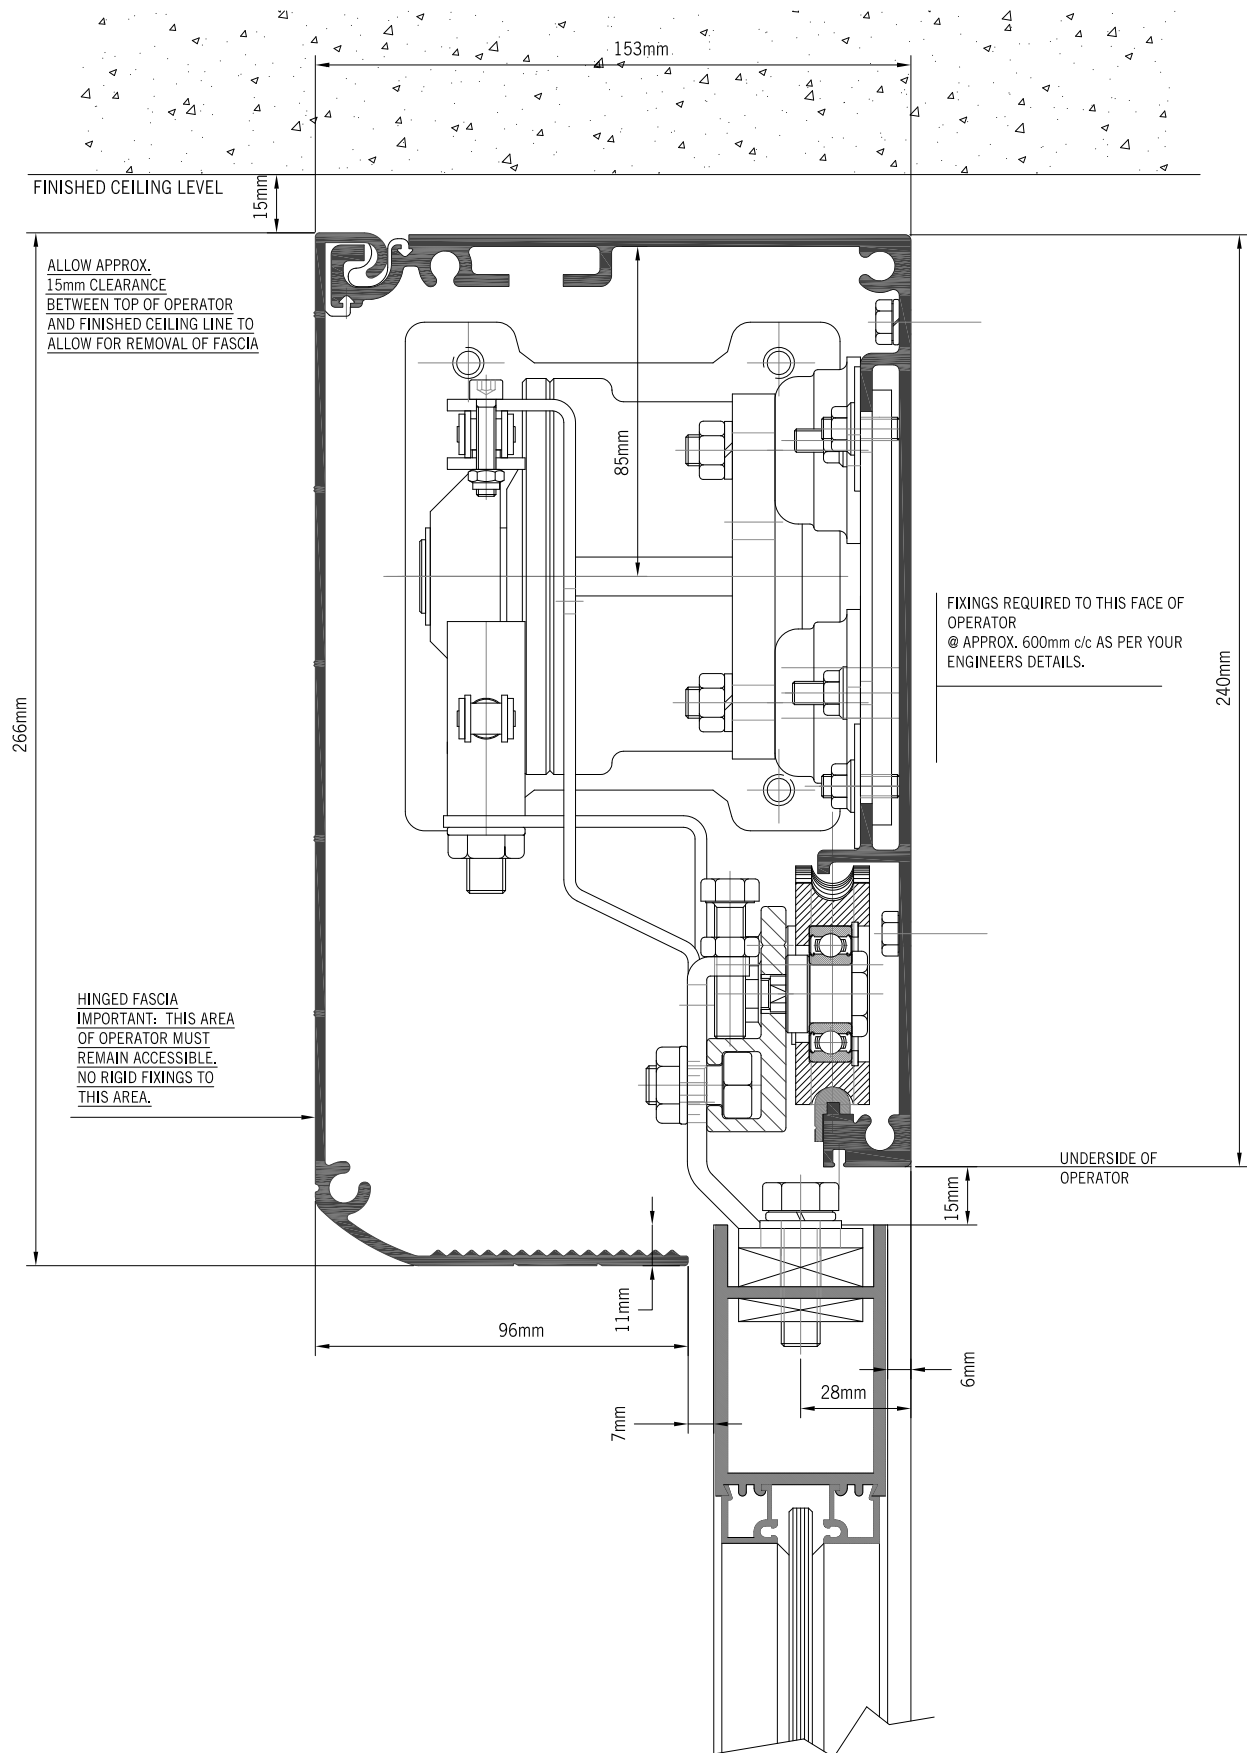 153mm
FINISHED CEILING LEVEL
15mm
ALLOW APPROX.
15mm CLEARANCE
BETWEEN TOP OF OPERATOR
AND FINISHED CEILING LINE TO
ALLOW FOR REMOVAL OF FASCIA
85mm
FIXINGS REQUIRED TO THIS FACE OF
OPERATOR
@ APPROX. 600mm c/c AS PER YOUR
ENGINEERS DETAILS.
240mm
266mm
HINGED FASCIA
IMPORTANT: THIS AREA
OF OPERATOR MUST
REMAIN ACCESSIBLE.
NO RIGID FIXINGS TO
THIS AREA.
UNDERSIDE OF
OPERATOR
15mm
11mm
96mm
6mm
28mm
7mm